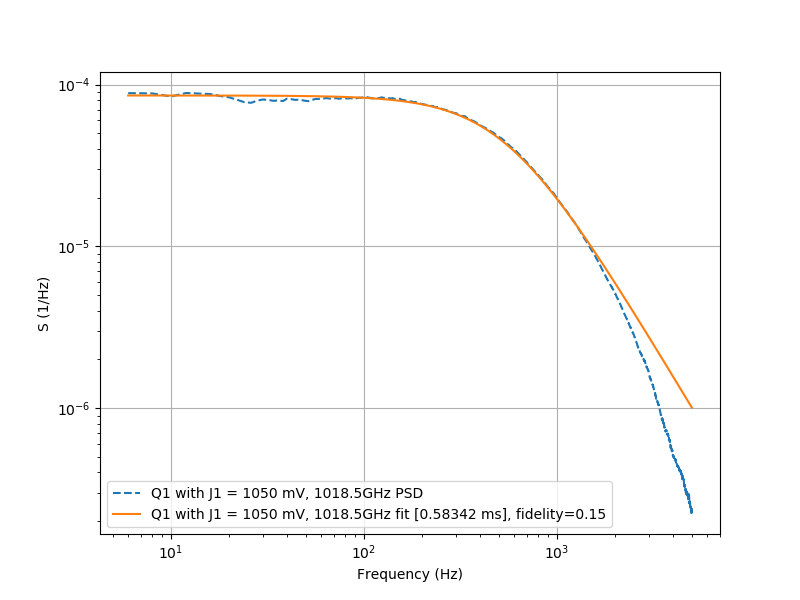 10⁻⁴
10⁻⁵
10⁻⁶
S (1/Hz)
Q1 with J1 = 1050 mV, 1018.5GHz PSD
Q1 with J1 = 1050 mV, 1018.5GHz fit [0.58342 ms], fidelity=0.15
10¹ 10² 10³
Frequency (Hz)